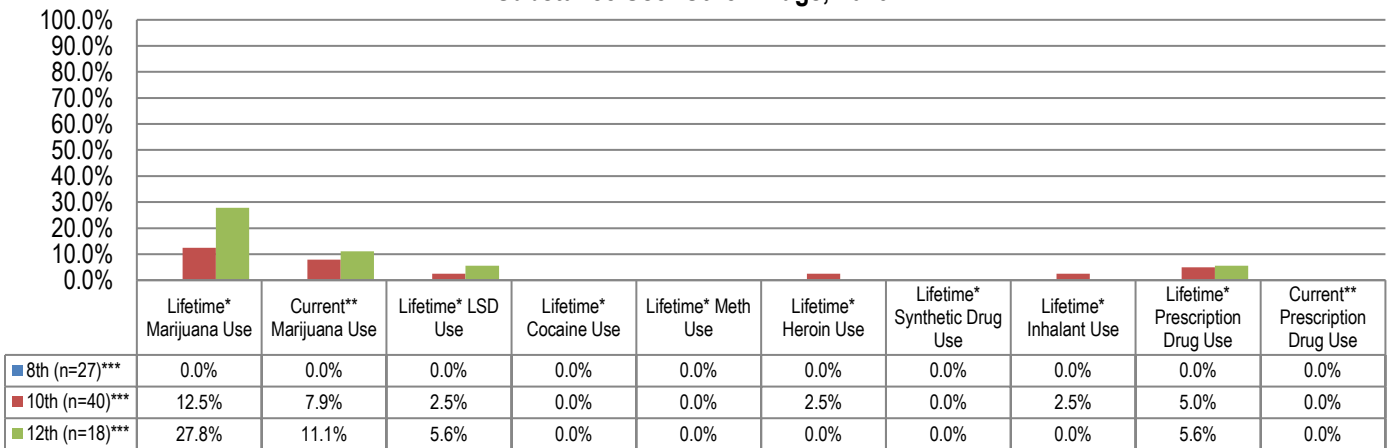 100.0%
90.0%
80.0%
70.0%
60.0%
50.0%
40.0%
30.0%
20.0%
10.0%
0.0%
Lifetime* Marijuana Use
Current** Marijuana Use
Lifetime* LSD Use
Lifetime* Cocaine Use
Lifetime* Meth Use
Lifetime* Heroin Use
Lifetime* Synthetic Drug Use
Lifetime* Inhalant Use
Lifetime* Prescription Drug Use
Current** Prescription Drug Use
8th (n=27)*** 0.0% 0.0% 0.0% 0.0% 0.0% 0.0% 0.0% 0.0% 0.0% 0.0%
10th (n=40)*** 12.5% 7.9% 2.5% 0.0% 0.0% 2.5% 0.0% 2.5% 5.0% 0.0%
12th (n=18)*** 27.8% 11.1% 5.6% 0.0% 0.0% 0.0% 0.0% 0.0% 5.6% 0.0%